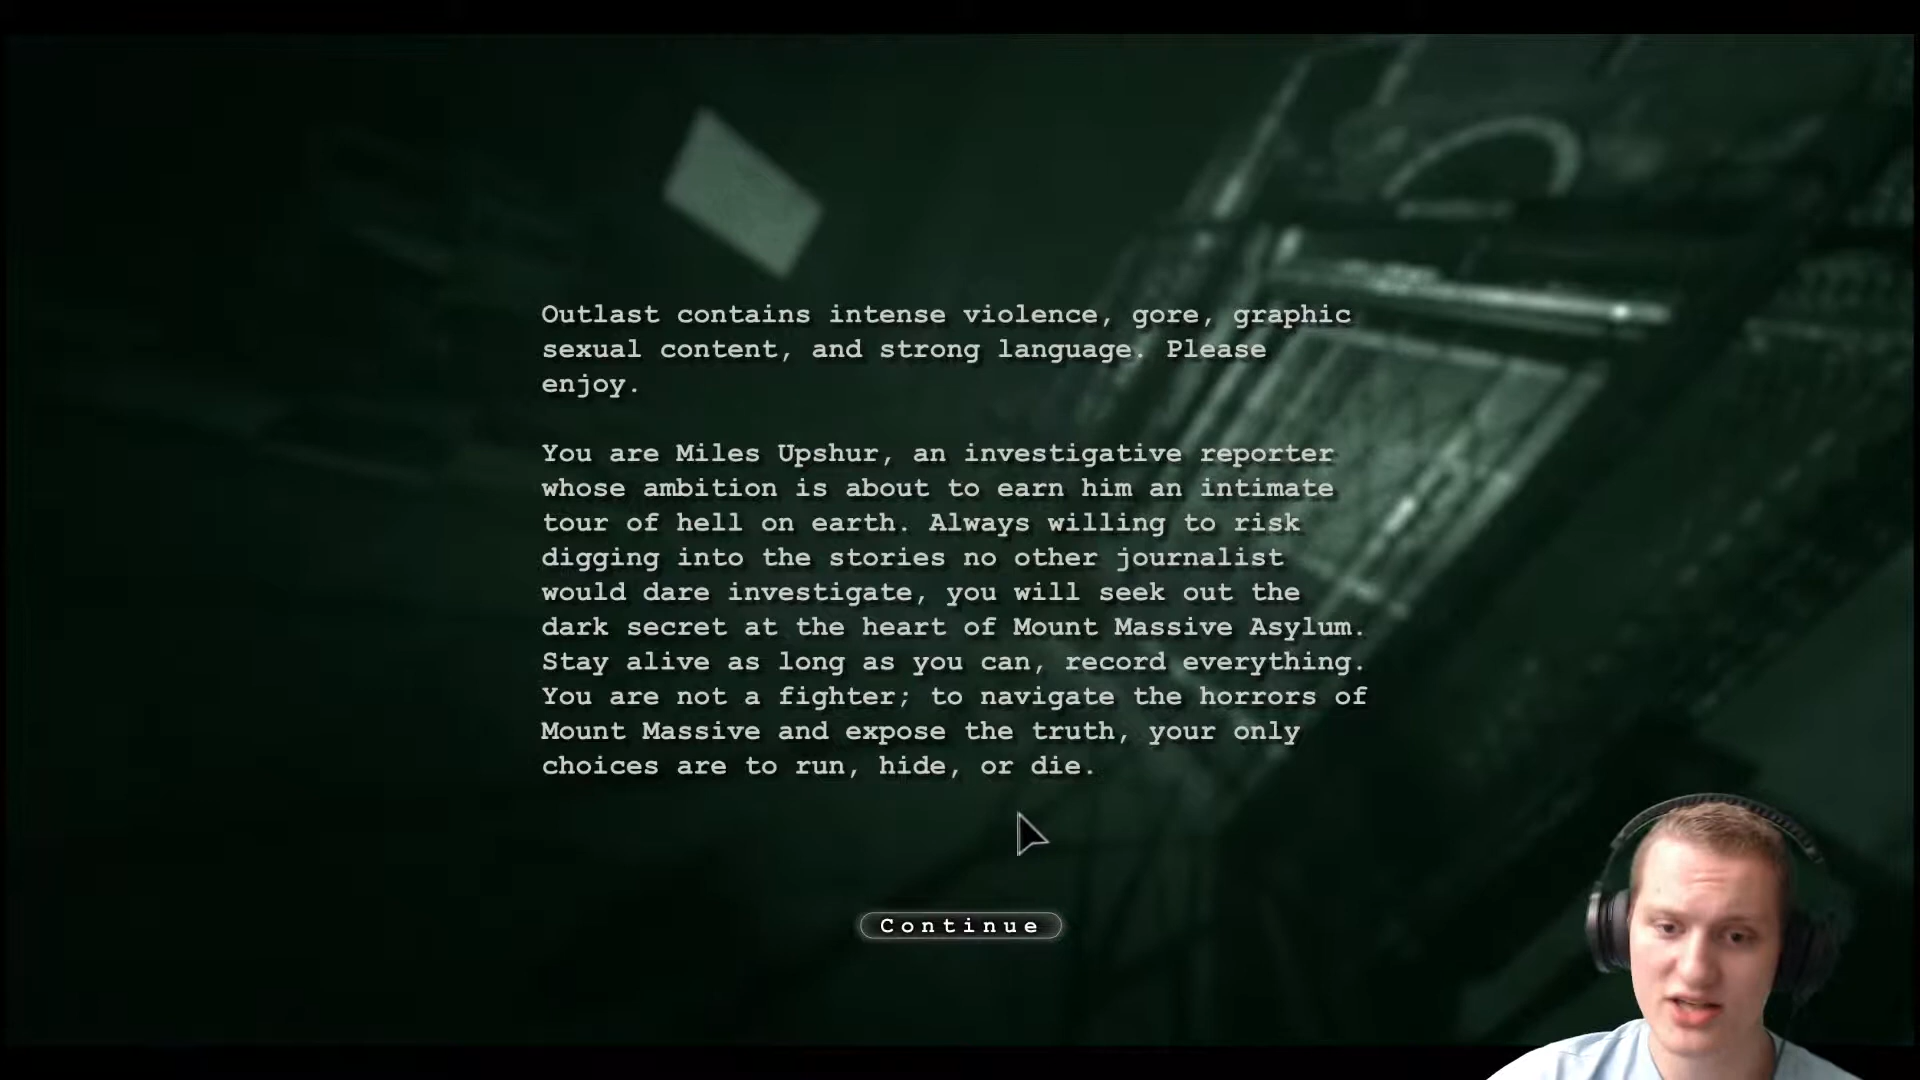 Outlast contains intense violence, gore, graphic
sexual content, and strong language. Please
enjoy.
You are Miles Upshur, an investigative reporter
whose ambition is about to earn him an intimate
tour of hell on earth. Always willing to risk
digging into the stories no other journalist
would dare investigate, you will seek out the
dark secret at the heart of Mount Massive Asylum.
Stay alive as long as you can, record everything.
You are not a fighter; to navigate the horrors of
Mount Massive and expose the truth, your only
choices are to run, hide, or die.
Continue